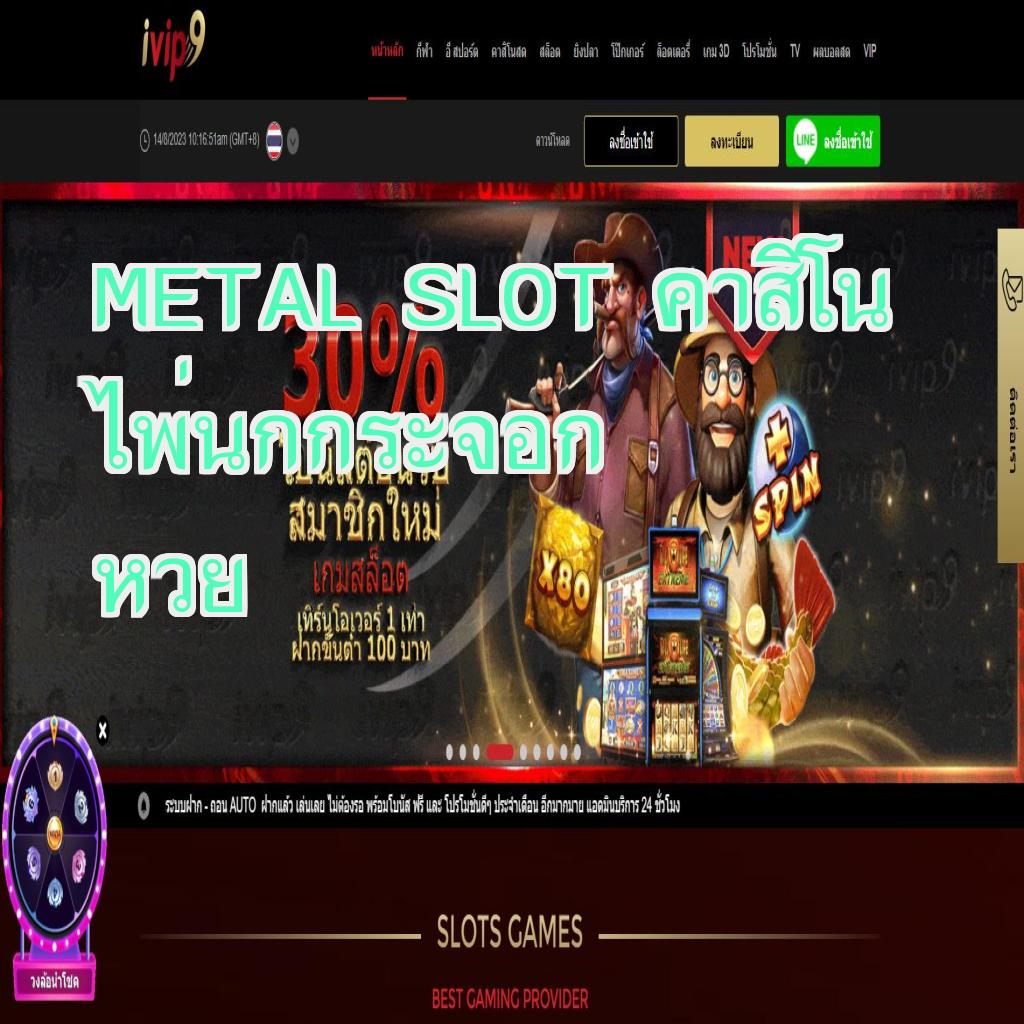 ivip9
หน้าหลัก กีฬา อี สปอร์ต คาสิโนสด สล็อต ยิงปลา โป๊กเกอร์ ล็อตเตอรี่ เกม 3D โปรโมชั่น TV ผลบอลสด VIP
14/8/2023 10:16:51am (GMT+8)
ดาวน์โหลด ลงชื่อเข้าใช้ ลงทะเบียน LINE ลงชื่อเข้าใช้
NEW
METAL SLOT คาสิโน
30%
ไพ่นกกระจอก
สมาชิกใหม่
หวย
เกมสล็อต
เทิร์นโอเวอร์ 1 เท่า
ฝากขั้นต่ำ 100 บาท
X80
+ SPIN
EXTREME
ติดต่อเรา
X
ระบบฝาก - ถอน AUTO ฝากแล้ว เล่นเลย ไม่ต้องรอ พร้อมโบนัส ฟรี และ โปรโมชั่นดีๆ ประจำเดือน อีกมากมาย แอดมินบริการ 24 ชั่วโมง
วงล้อนำโชค
SLOTS GAMES
BEST GAMING PROVIDER